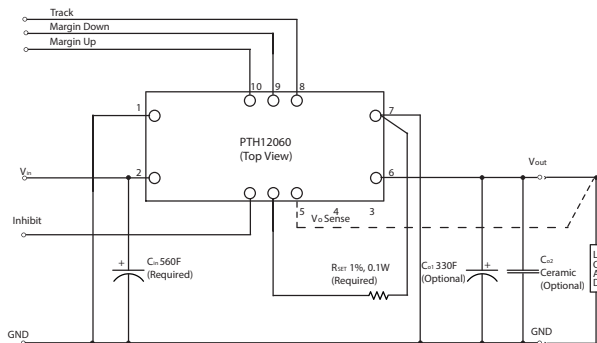 Track
Margin Down
Margin Up
10 9 8
1
7
PTH12060
(Top View)
Vin
2
6
Vout
5 4 3
Vo Sense
Inhibit
+
Cin 560F
(Required)
RSET 1%, 0.1W
(Required)
Co1 330F
(Optional)
+
Co2
Ceramic
(Optional)
LOAD
GND
GND